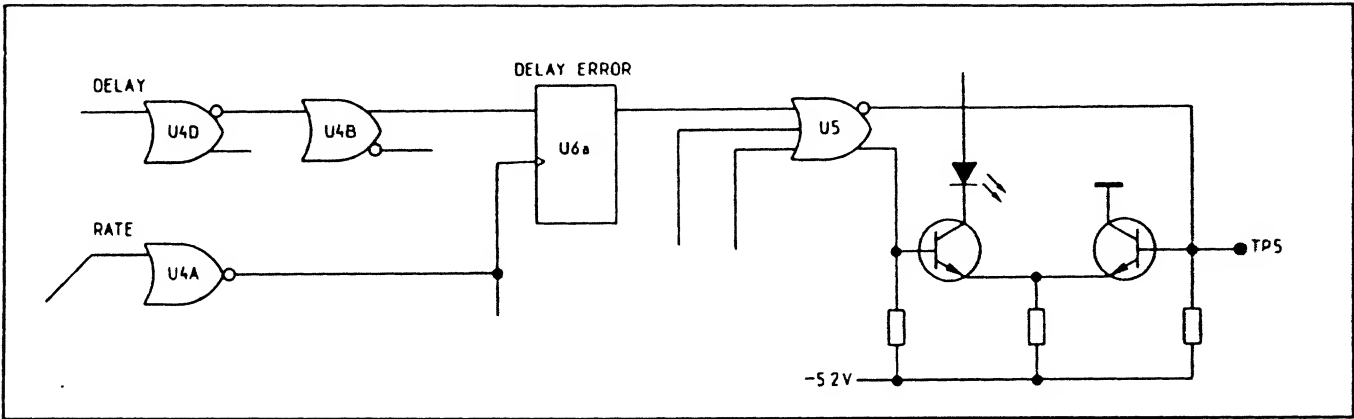 DELAY ERROR
DELAY
U4D
U4B
U6a
U5
RATE
U4A
TP5
-5.2V